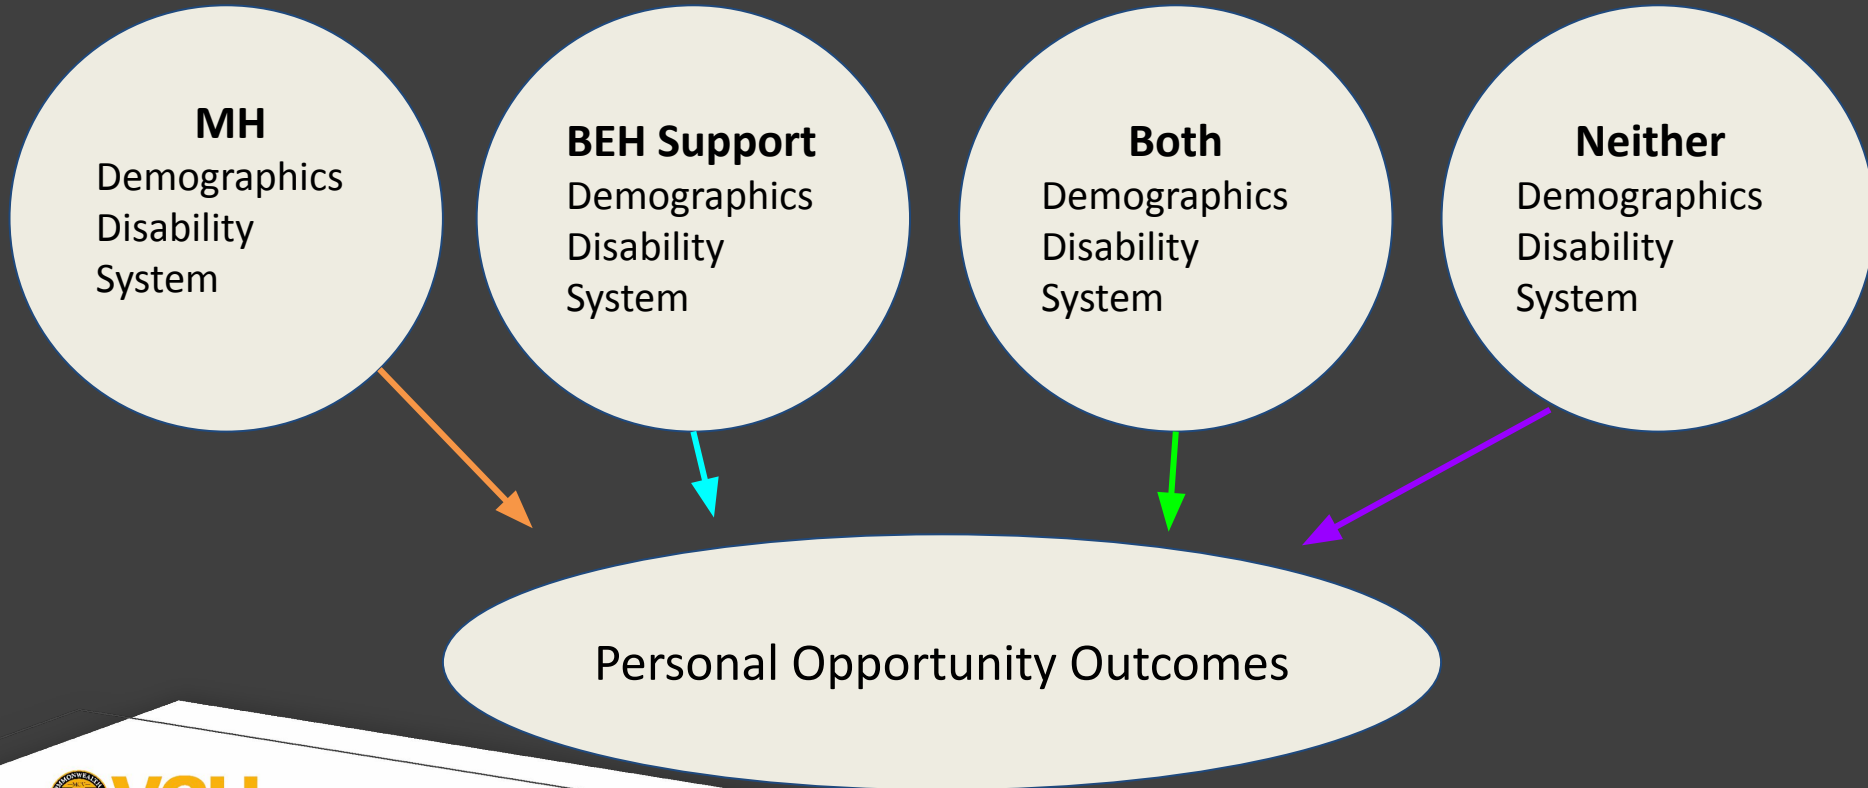 MH
Demographics
Disability
System
BEH Support
Demographics
Disability
System
Both
Demographics
Disability
System
Neither
Demographics
Disability
System
Personal Opportunity Outcomes
VCU